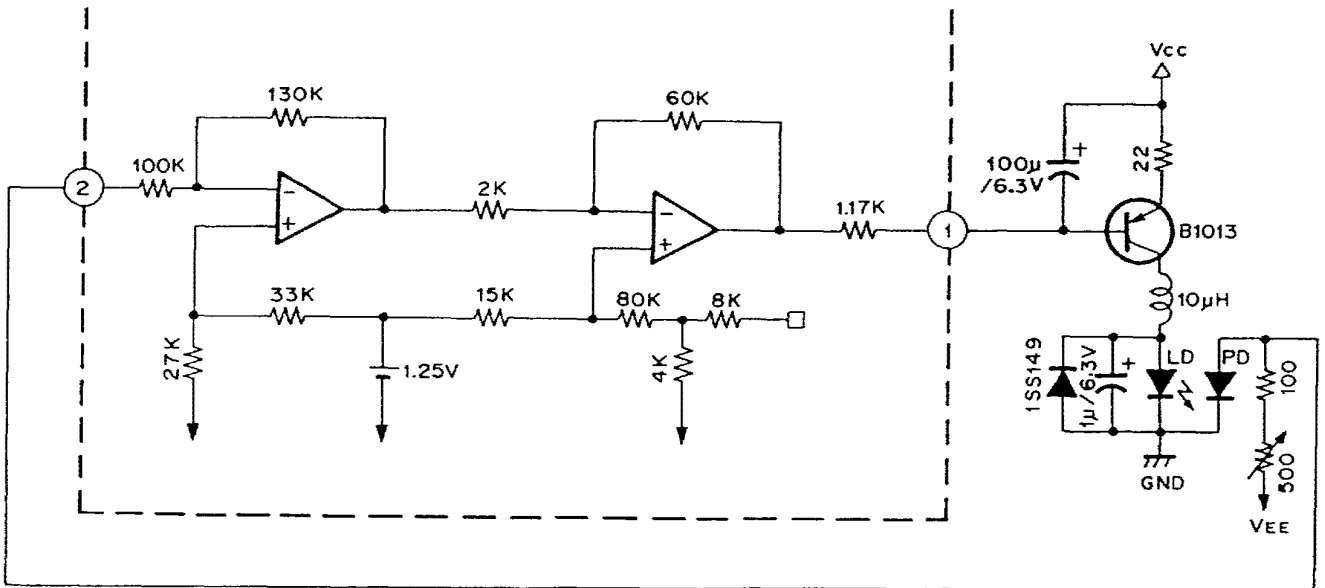 130K
60K
100K
2K
1.17K
2
−
+
−
+
1
33K
15K
80K
8K
27K
1.25V
4K
Vcc
100µ
/6.3V
+
22
B1013
10µH
1SS149
1µ/6.3V
+
LD
PD
100
500
GND
VEE